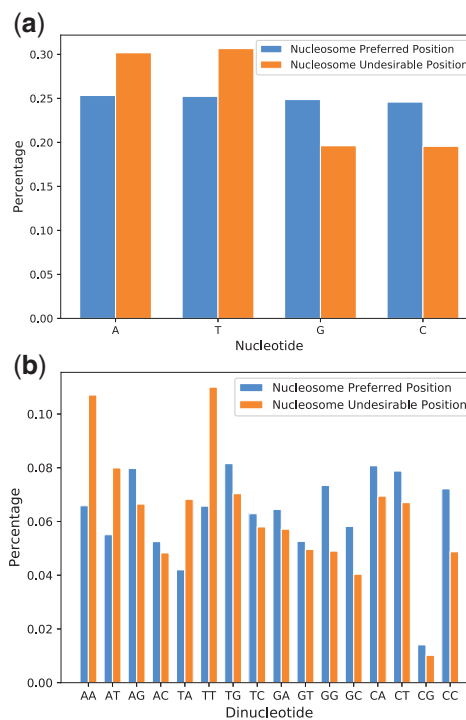 (a)
0.30
0.25
0.20
0.15
0.10
0.05
0.00
Percentage
Nucleosome Preferred Position
Nucleosome Undesirable Position
A T G C
Nucleotide
(b)
0.10
0.08
0.06
0.04
0.02
0.00
Percentage
Nucleosome Preferred Position
Nucleosome Undesirable Position
AA AT AG AC TA TT TG TC GA GT GG GC CA CT CG CC
Dinucleotide